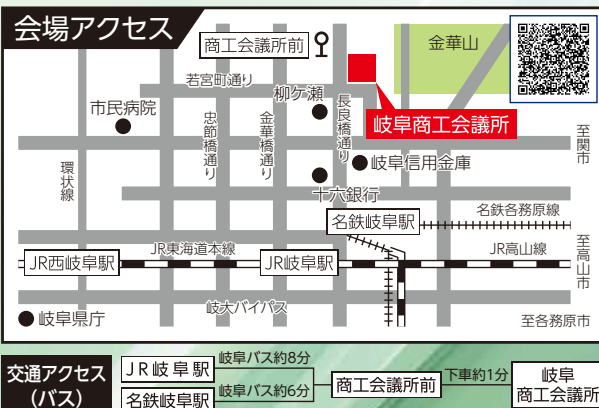 会場アクセス
商工会議所前
金華山
若宮町通り
柳ケ瀬
市民病院
岐阜商工会議所
忠節橋通り
金華橋通り
長良橋通り
至関市
環状線
岐阜信用金庫
十六銀行
名鉄各務原線
名鉄岐阜駅
JR東海道本線
JR高山線
至高山市
JR西岐阜駅
JR岐阜駅
岐大バイパス
岐阜県庁
至各務原市
交通アクセス
(バス)
JR岐阜駅
岐阜バス約8分
名鉄岐阜駅
岐阜バス約6分
商工会議所前
下車約1分
岐阜
商工会議所